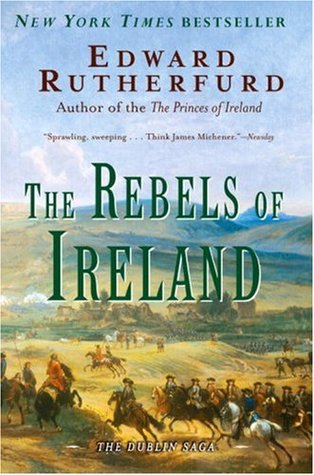 NEW YORK TIMES BESTSELLER
EDWARD
RUTHERFURD
Author of the The Princes of Ireland
"Sprawling, sweeping . . . Think James Michener."—Newsday
THE REBELS OF
IRELAND
THE DUBLIN SAGA